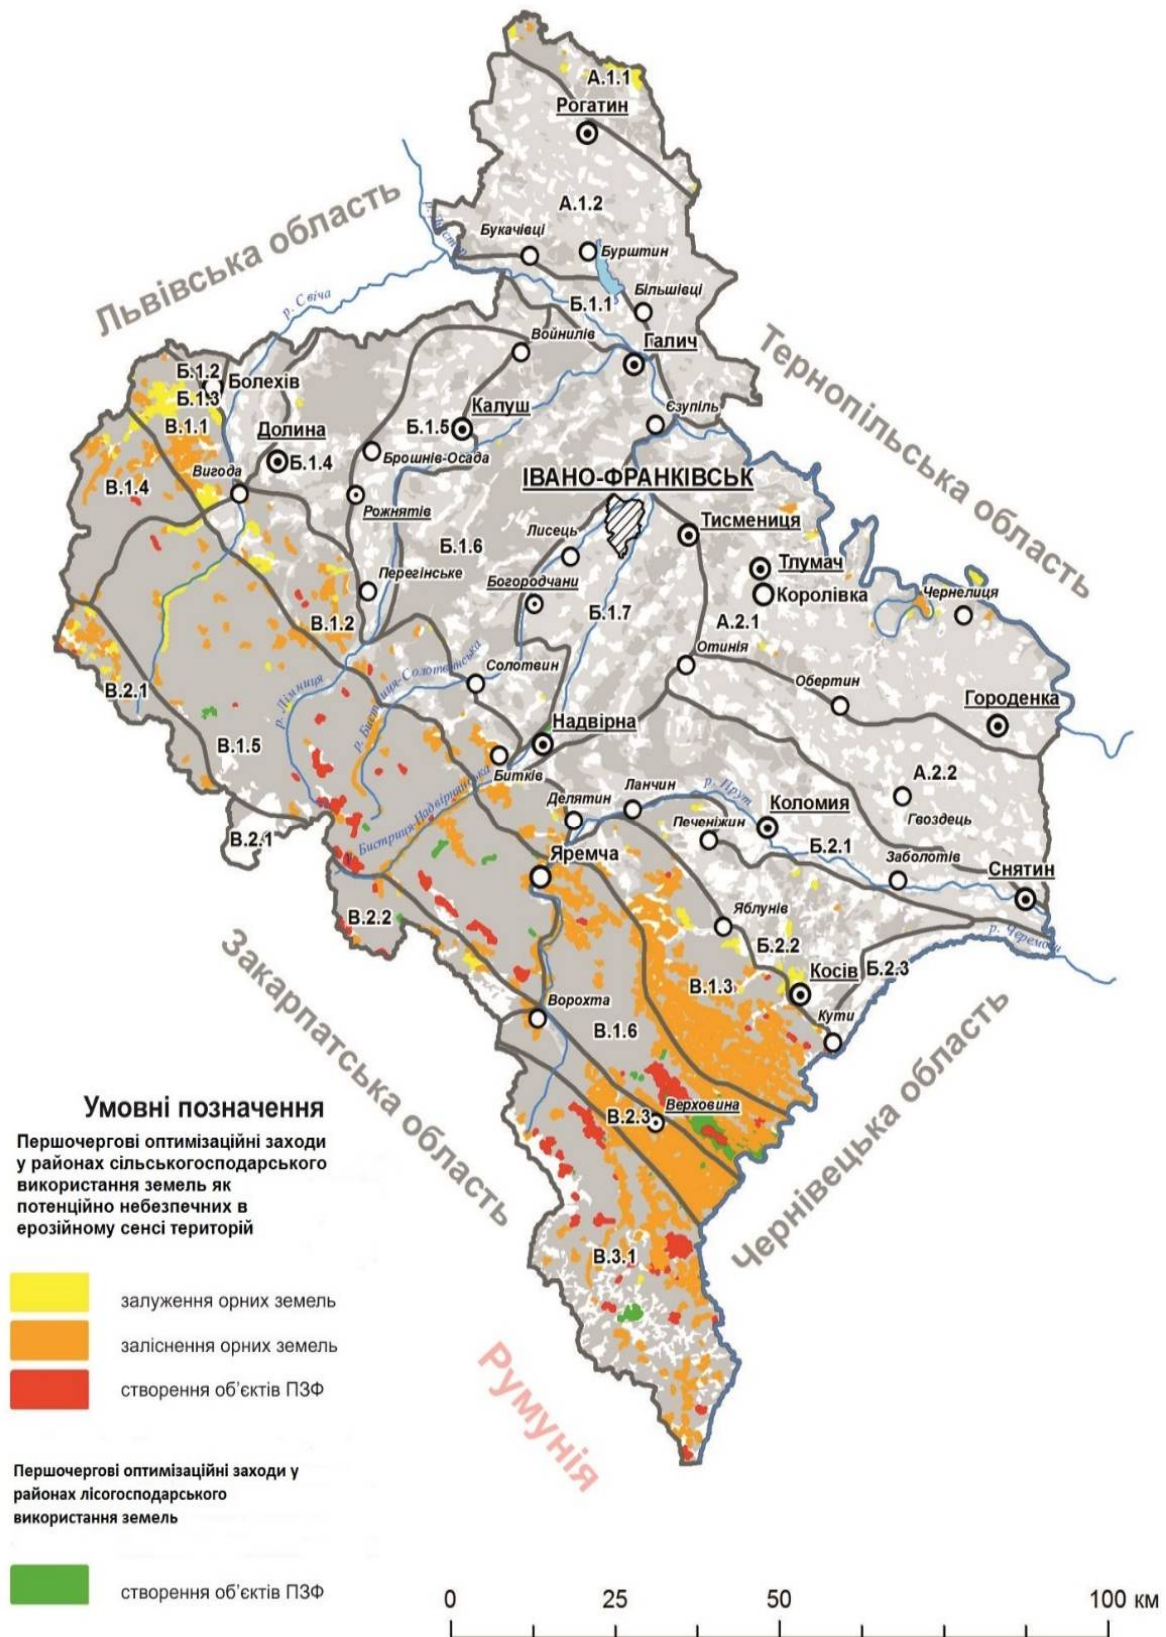 А.1.1
Рогатин
А.1.2
Львівська область
Букачівці
Бурштин
р. Свіча
Б.1.1
Більшівці
Войнилів
Галич
Тернопільська область
Б.1.2
Болехів
Б.1.3
В.1.1
Калуш
Єзупіль
Долина
Б.1.5
Брошнів-Осада
Вигода
Б.1.4
В.1.4
ІВАНО-ФРАНКІВСЬК
Рожнятів
Тисмениця
Лисець
Б.1.6
Перегінське
Богородчани
Тлумач
Королівка
Чернелиця
Б.1.7
А.2.1
В.1.2
Отинія
Солотвин
р. Бистриця-Солотвинська
р. Лімниця
Обертин
В.2.1
Городенка
Надвірна
В.1.5
Битків
А.2.2
Ланчин
р. Прут
Делятин
Коломия
Гвоздець
Печеніжин
р. Бистриця-Надвірнянська
В.2.1
Б.2.1
Яремча
Заболотів
Снятин
В.2.2
Яблунів
р. Черемош
Б.2.2
Косів
Б.2.3
Закарпатська область
В.1.3
Ворохта
Кути
В.1.6
Чернівецька область
Верховина
В.2.3
В.3.1
Румунія
Умовні позначення
Першочергові оптимізаційні заходи
у районах сільськогосподарського
використання земель як
потенційно небезпечних в
ерозійному сенсі територій
залуження орних земель
заліснення орних земель
створення об’єктів ПЗФ
Першочергові оптимізаційні заходи у
районах лісогосподарського
використання земель
створення об’єктів ПЗФ
0 25 50 100 км